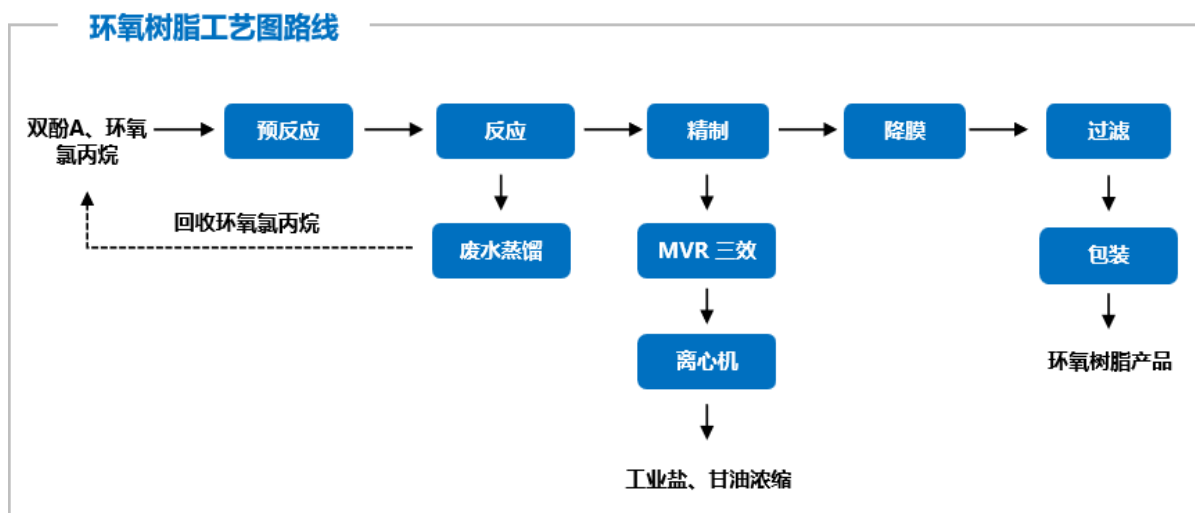 环氧树脂工艺图路线
双酚A、环氧
氯丙烷
预反应
反应
精制
降膜
过滤
回收环氧氯丙烷
废水蒸馏
MVR 三效
包装
离心机
环氧树脂产品
工业盐、甘油浓缩